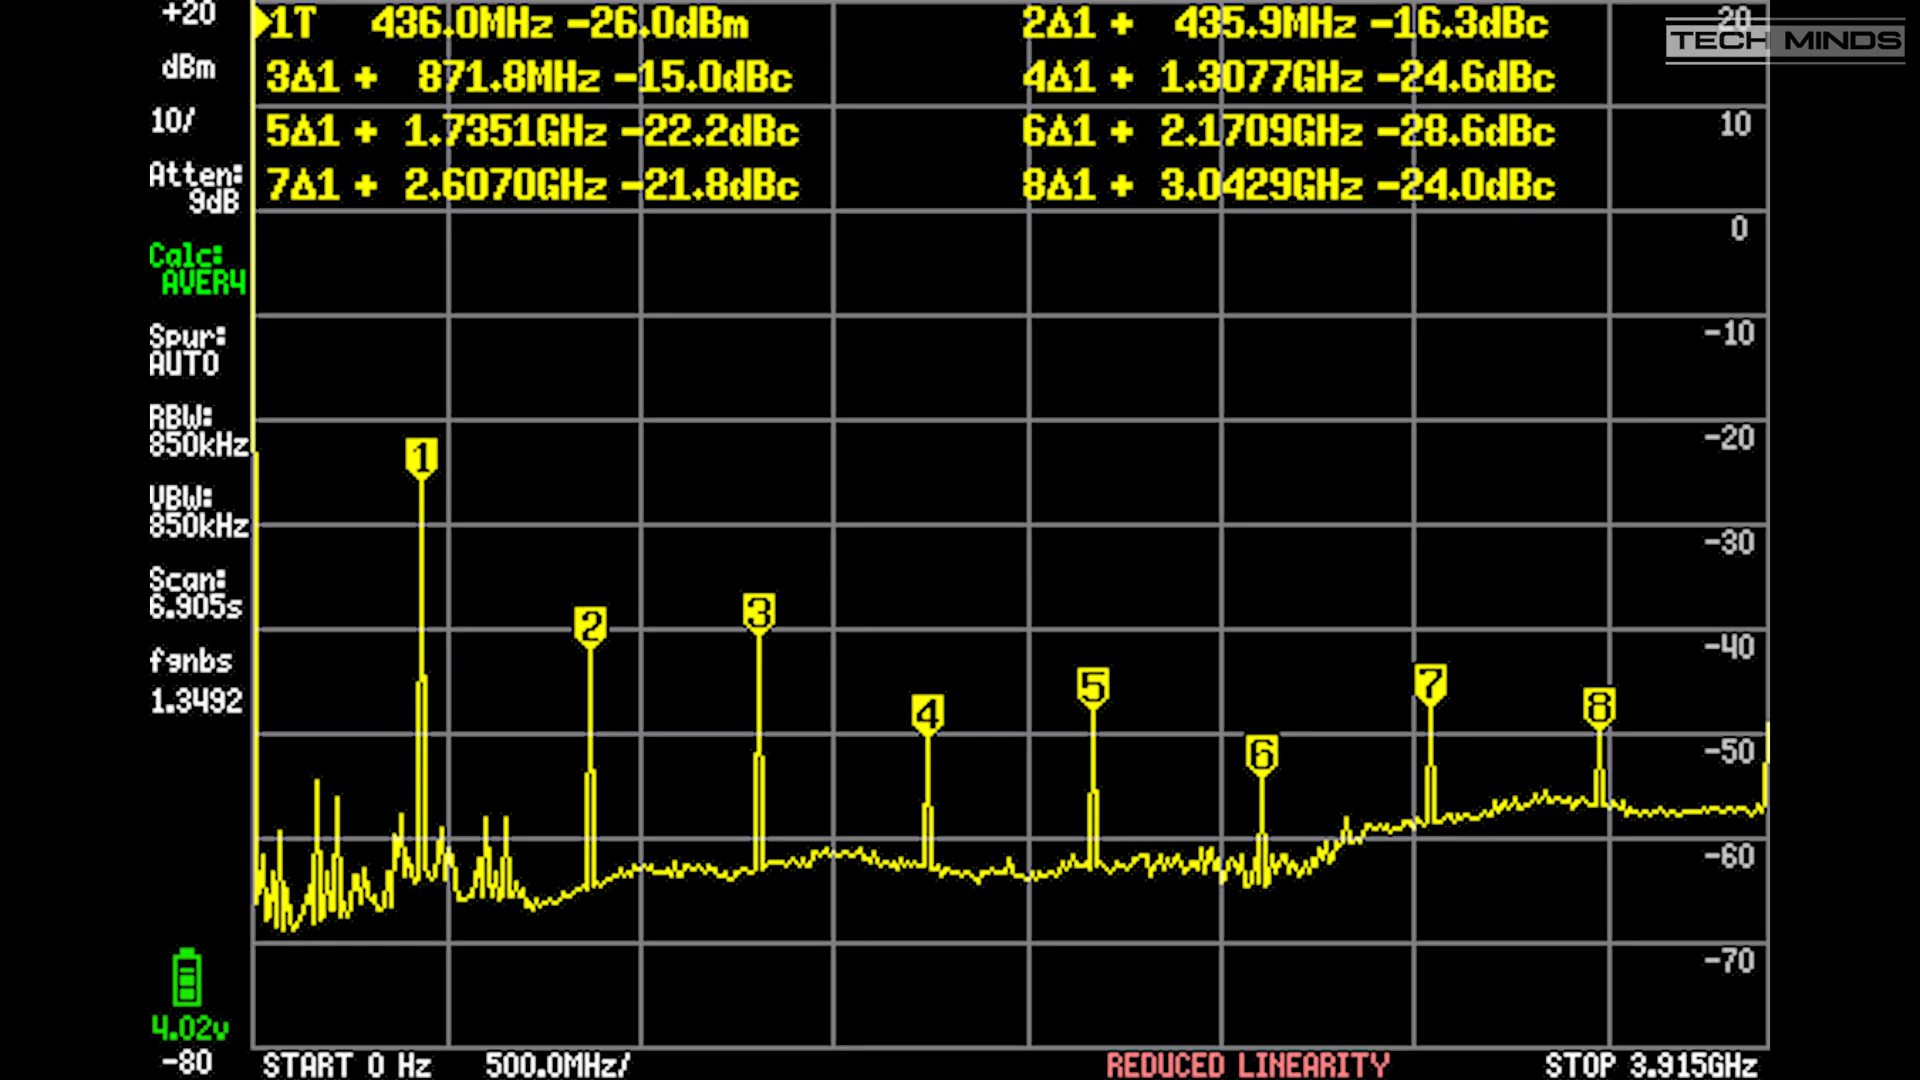 +20
dBm
10/
Atten:
9dB
Calc:
AVER4
Spur:
AUTO
RBW:
850kHz
VBW:
850kHz
Scan:
6.905s
fgnbs
1.3492
4.02v
-80
1T 436.0MHz -26.0dBm 2Δ1 + 435.9MHz -16.3dBc
3Δ1 + 871.8MHz -15.0dBc 4Δ1 + 1.3077GHz -24.6dBc
5Δ1 + 1.7351GHz -22.2dBc 6Δ1 + 2.1709GHz -28.6dBc
7Δ1 + 2.6070GHz -21.8dBc 8Δ1 + 3.0429GHz -24.0dBc
20
TECH MINDS
10
0
-10
-20
-30
-40
-50
-60
-70
1
2
3
4
5
6
7
8
START 0 Hz 500.0MHz/ REDUCED LINEARITY STOP 3.915GHz